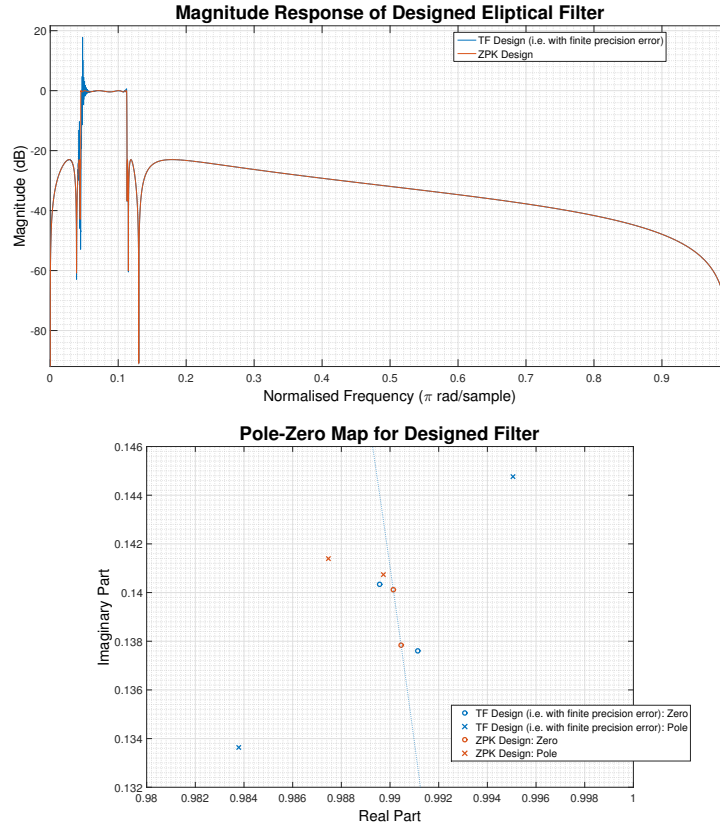 Magnitude Response of Designed Eliptical Filter
20
0
-20
-40
-60
-80
Magnitude (dB)
TF Design (i.e. with finite precision error)
ZPK Design
0 0.1 0.2 0.3 0.4 0.5 0.6 0.7 0.8 0.9
Normalised Frequency (π rad/sample)
Pole-Zero Map for Designed Filter
0.146
0.144
0.142
0.14
0.138
0.136
0.134
0.132
Imaginary Part
TF Design (i.e. with finite precision error): Zero
TF Design (i.e. with finite precision error): Pole
ZPK Design: Zero
ZPK Design: Pole
0.98 0.982 0.984 0.986 0.988 0.99 0.992 0.994 0.996 0.998 1
Real Part